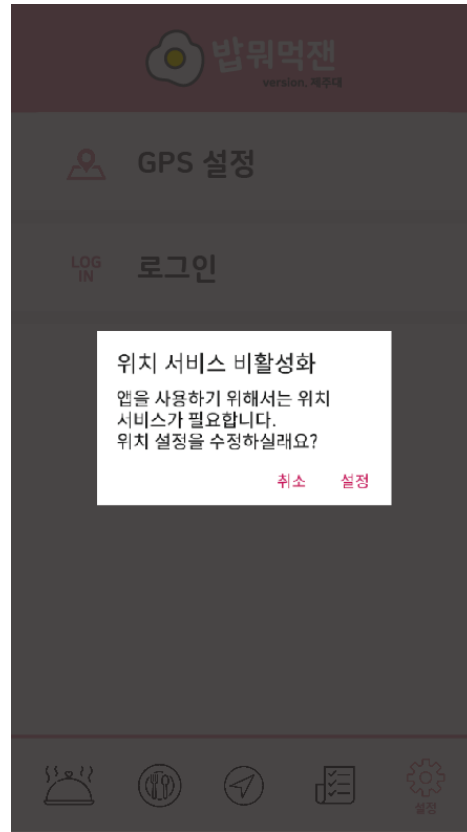 밥뭐먹잰
version. 제주대
GPS 설정
LOG
IN
로그인
위치 서비스 비활성화
앱을 사용하기 위해서는 위치
서비스가 필요합니다.
위치 설정을 수정하실래요?
취소 설정
설정